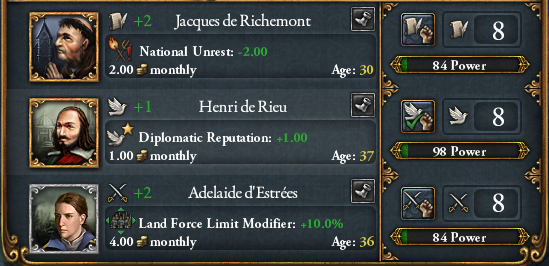 +2 Jacques de Richemont 8
National Unrest: -2.00
2.00 monthly Age: 30 84 Power
+1 Henri de Rieu 8
Diplomatic Reputation: +1.00
1.00 monthly Age: 37 98 Power
+2 Adelaide d'Estrées 8
Land Force Limit Modifier: +10.0%
4.00 monthly Age: 36 84 Power